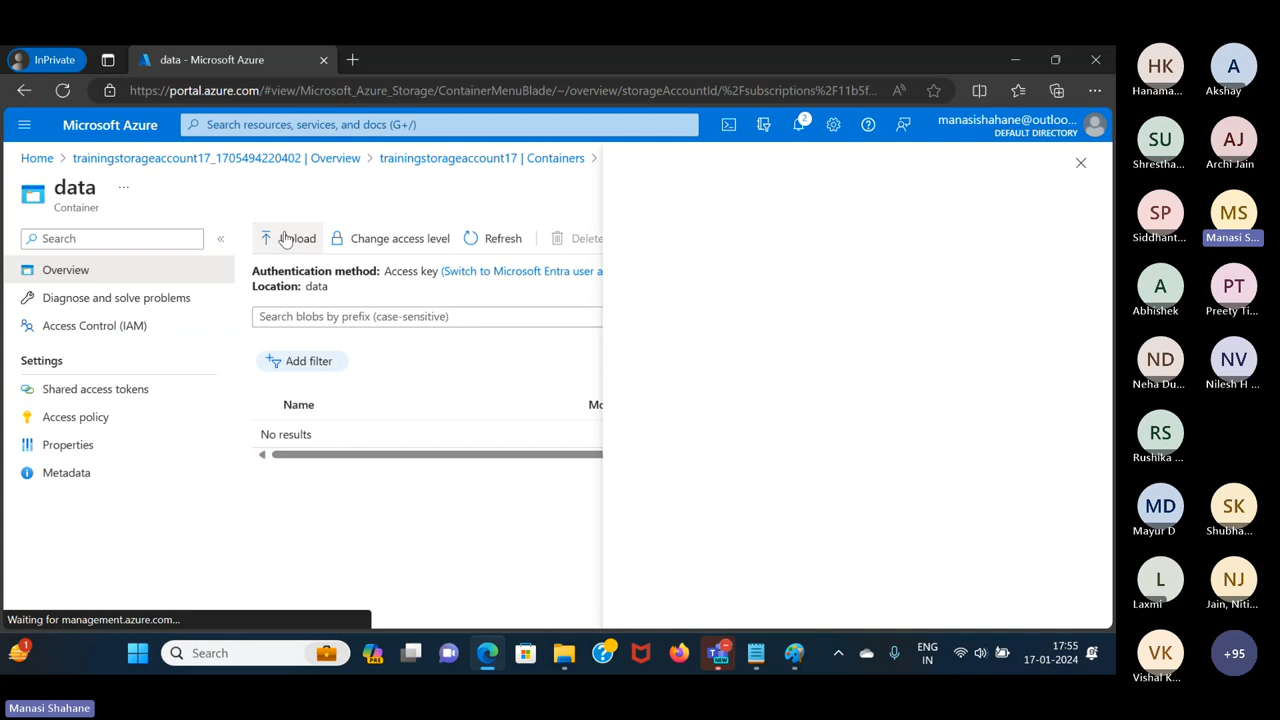 InPrivate
data - Microsoft Azure
https://portal.azure.com/#view/Microsoft_Azure_Storage/ContainerMenuBlade/~/overview/storageAccountId/%2Fsubscriptions%2F11b5f...
Microsoft Azure
Search resources, services, and docs (G+/)
2
manasishahane@outloo...
DEFAULT DIRECTORY
Home > trainingstorageaccount17_1705494220402 | Overview > trainingstorageaccount17 | Containers >
data ...
Container
Search
«
Upload
Change access level
Refresh
Delete
Overview
Diagnose and solve problems
Access Control (IAM)
Settings
Shared access tokens
Access policy
Properties
Metadata
Authentication method: Access key (Switch to Microsoft Entra user a
Location: data
Search blobs by prefix (case-sensitive)
Add filter
Name
Mo
No results
Waiting for management.azure.com...
1
Search
PRE
NEW
ENG
IN
17:55
17-01-2024
Manasi Shahane
HK
Hanama...
A
Akshay
SU
Shrestha...
AJ
Archi Jain
SP
Siddhant...
MS
Manasi S...
A
Abhishek
PT
Preety Ti...
ND
Neha Du...
NV
Nilesh H ...
RS
Rushika ...
MD
Mayur D
SK
Shubha...
L
Laxmi
NJ
Jain, Niti...
VK
Vishal K...
+95